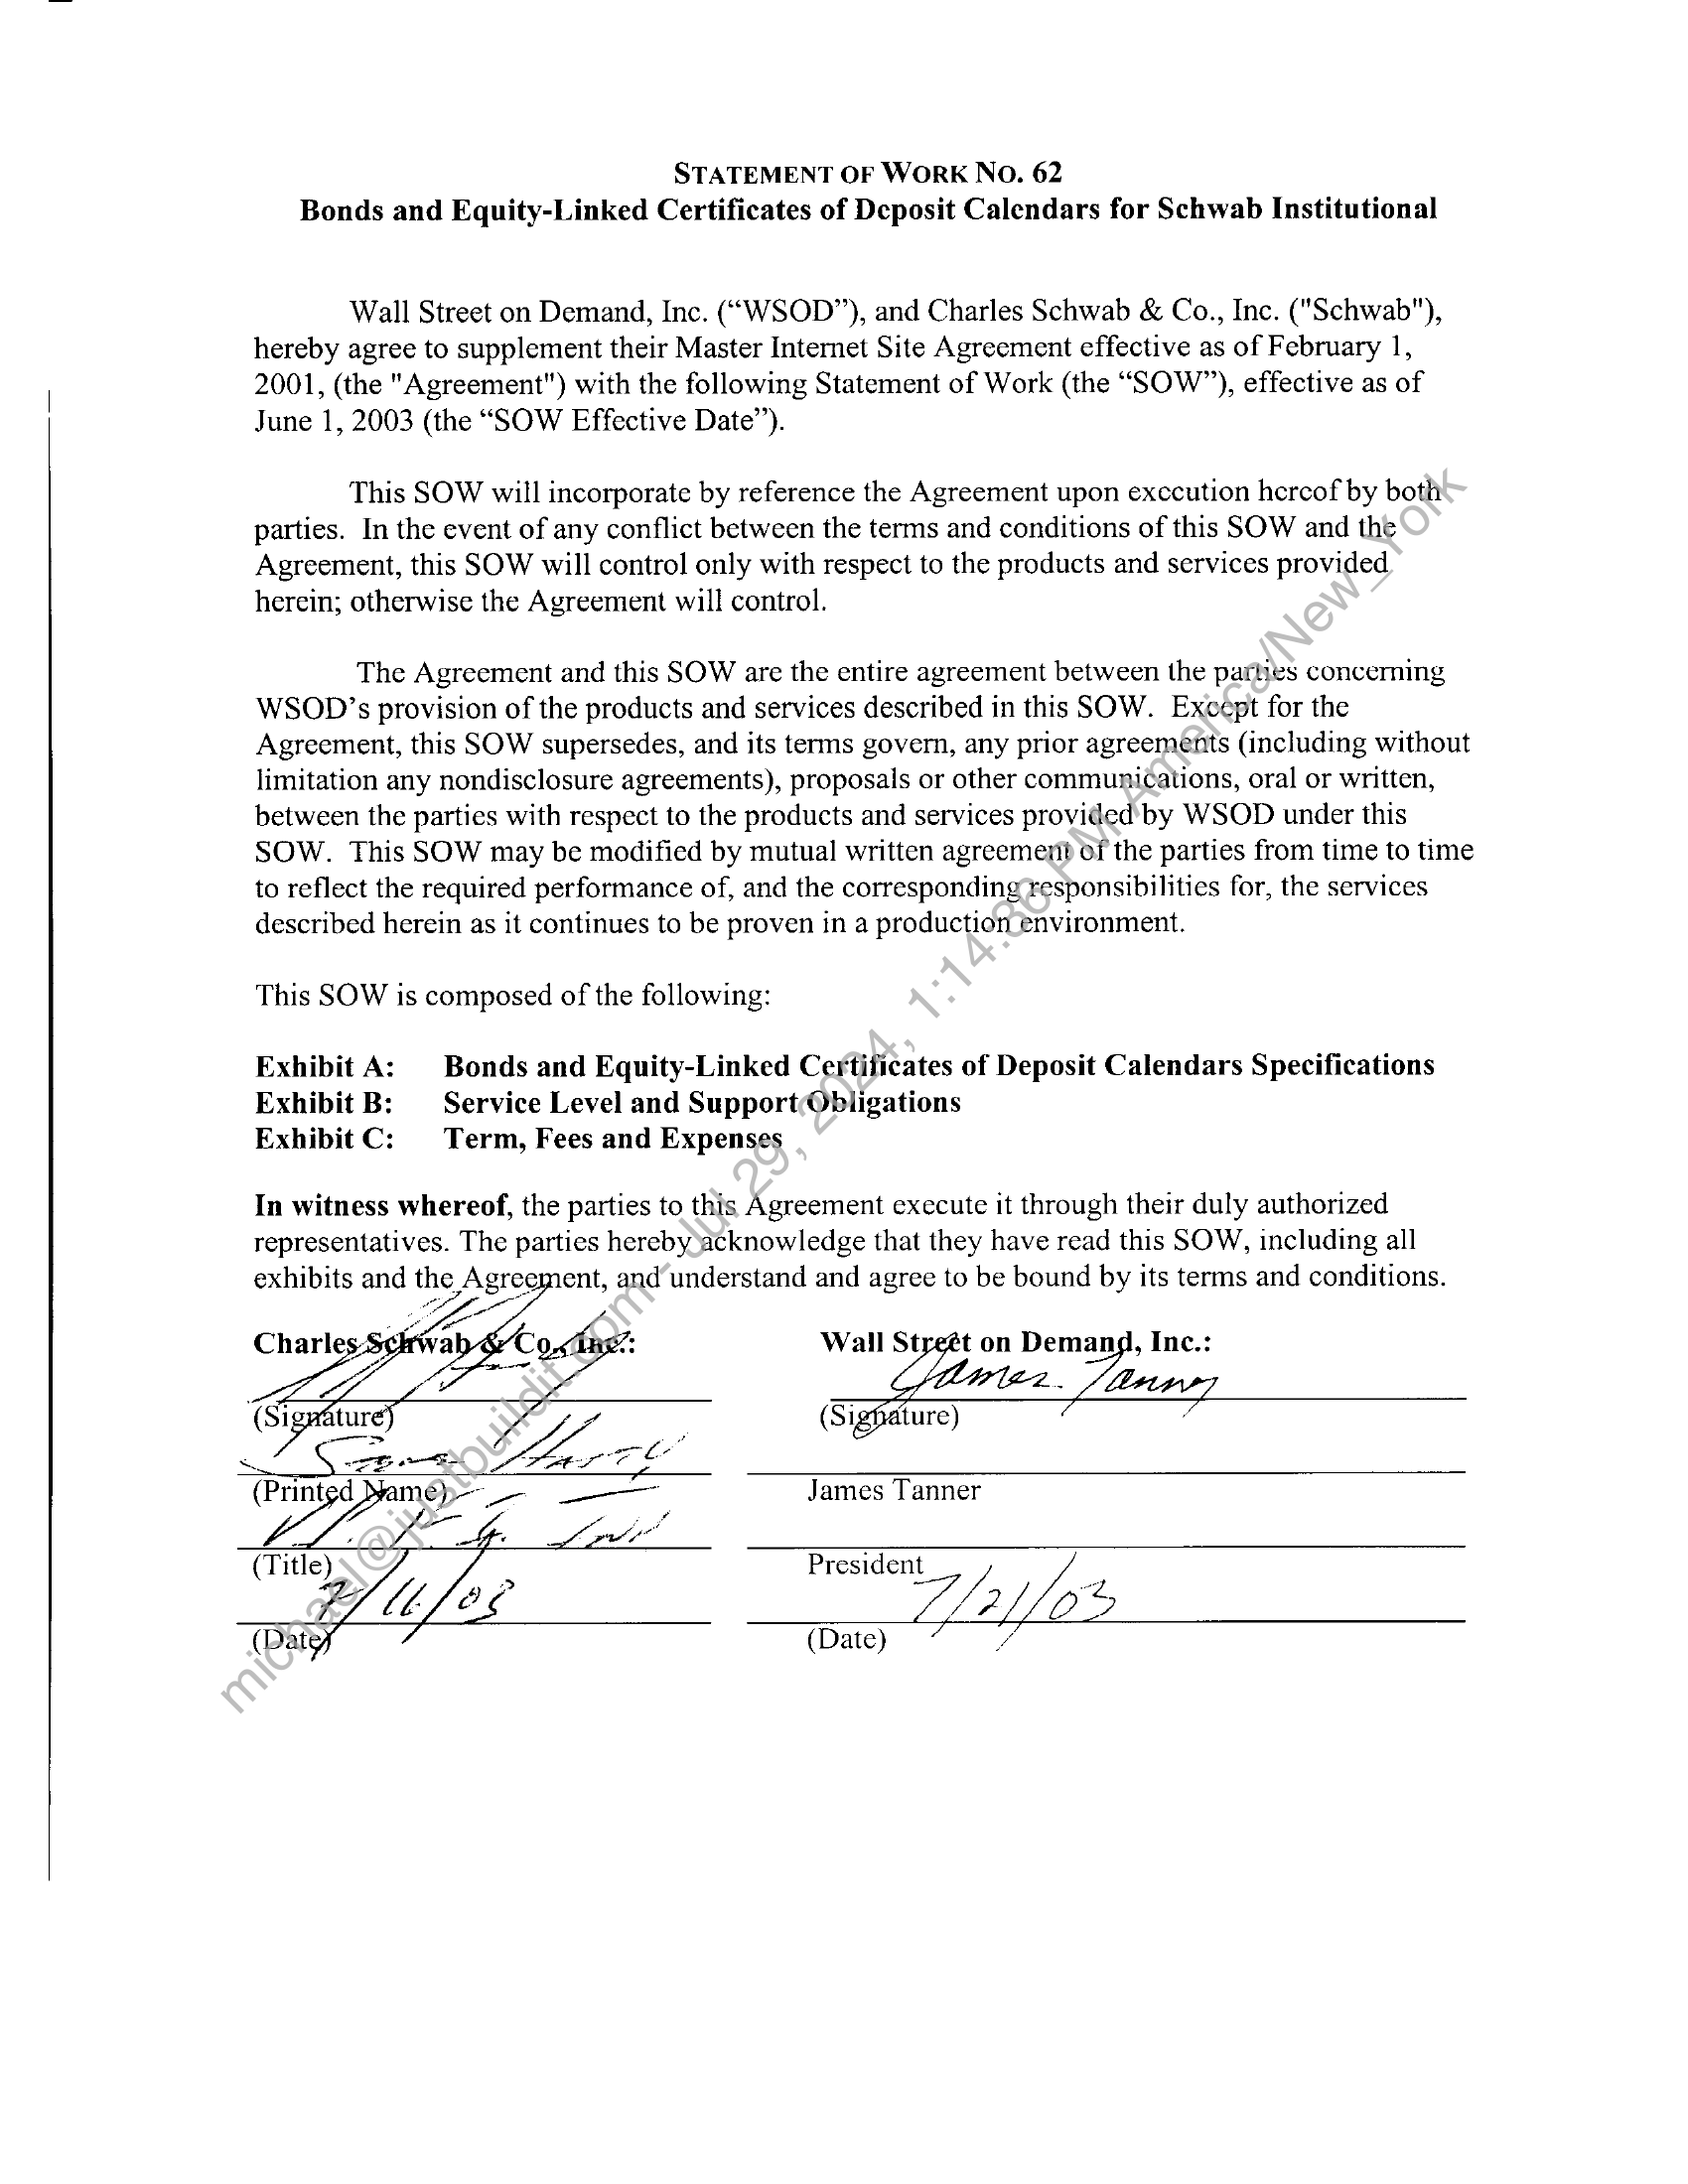 STATEMENT OF WORK NO. 62
Bonds and Equity-Linked Certificates of Deposit Calendars for Schwab Institutional
Wall Street on Demand, Inc. (“WSOD”), and Charles Schwab & Co., Inc. ("Schwab"),
hereby agree to supplement their Master Internet Site Agreement effective as of February 1,
2001, (the "Agreement") with the following Statement of Work (the “SOW”), effective as of
June 1, 2003 (the “SOW Effective Date”).
This SOW will incorporate by reference the Agreement upon execution hereof by both
parties. In the event of any conflict between the terms and conditions of this SOW and the
Agreement, this SOW will control only with respect to the products and services provided
herein; otherwise the Agreement will control.
The Agreement and this SOW are the entire agreement between the parties concerning
WSOD’s provision of the products and services described in this SOW. Except for the
Agreement, this SOW supersedes, and its terms govern, any prior agreements (including without
limitation any nondisclosure agreements), proposals or other communications, oral or written,
between the parties with respect to the products and services provided by WSOD under this
SOW. This SOW may be modified by mutual written agreement of the parties from time to time
to reflect the required performance of, and the corresponding responsibilities for, the services
described herein as it continues to be proven in a production environment.
This SOW is composed of the following:
Exhibit A: Bonds and Equity-Linked Certificates of Deposit Calendars Specifications
Exhibit B: Service Level and Support Obligations
Exhibit C: Term, Fees and Expenses
In witness whereof, the parties to this Agreement execute it through their duly authorized
representatives. The parties hereby acknowledge that they have read this SOW, including all
exhibits and the Agreement, and understand and agree to be bound by its terms and conditions.
Charles Schwab & Co., Inc.:
(Signature)
(Printed Name)
(Title)
/16/03
(Date)
Wall Street on Demand, Inc.:
James Tanner
(Signature)
James Tanner
President
7/21/03
(Date)
michael@justbuildit.com - Jul 29, 2024, 1:14:36 PM America/New_York